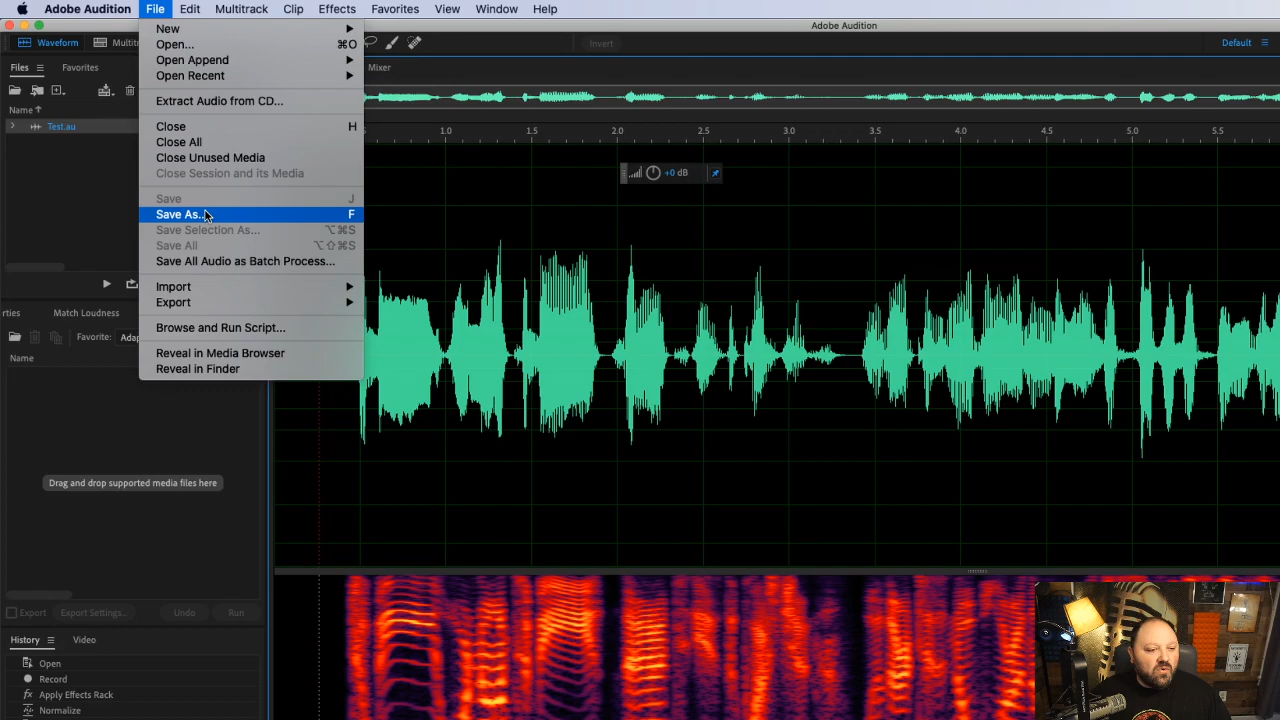 Adobe Audition File Edit Multitrack Clip Effects Favorites View Window Help
Adobe Audition
Waveform Multit Invert Default
Files Favorites
Name
Test.au
New
Open... ⌘O
Open Append
Open Recent
Extract Audio from CD...
Close H
Close All
Close Unused Media
Close Session and its Media
Save J
Save As... F
Save Selection As... ⌥⌘S
Save All ⌥⇧⌘S
Save All Audio as Batch Process...
Import
Export
Browse and Run Script...
Reveal in Media Browser
Reveal in Finder
Mixer
1.0 1.5 2.0 2.5 3.0 3.5 4.0 4.5 5.0 5.5
+0 dB
rties Match Loudness
Favorite: Adap
Name
Drag and drop supported media files here
Export Export Settings... Undo Run
History Video
Open
Record
fx Apply Effects Rack
Normalize